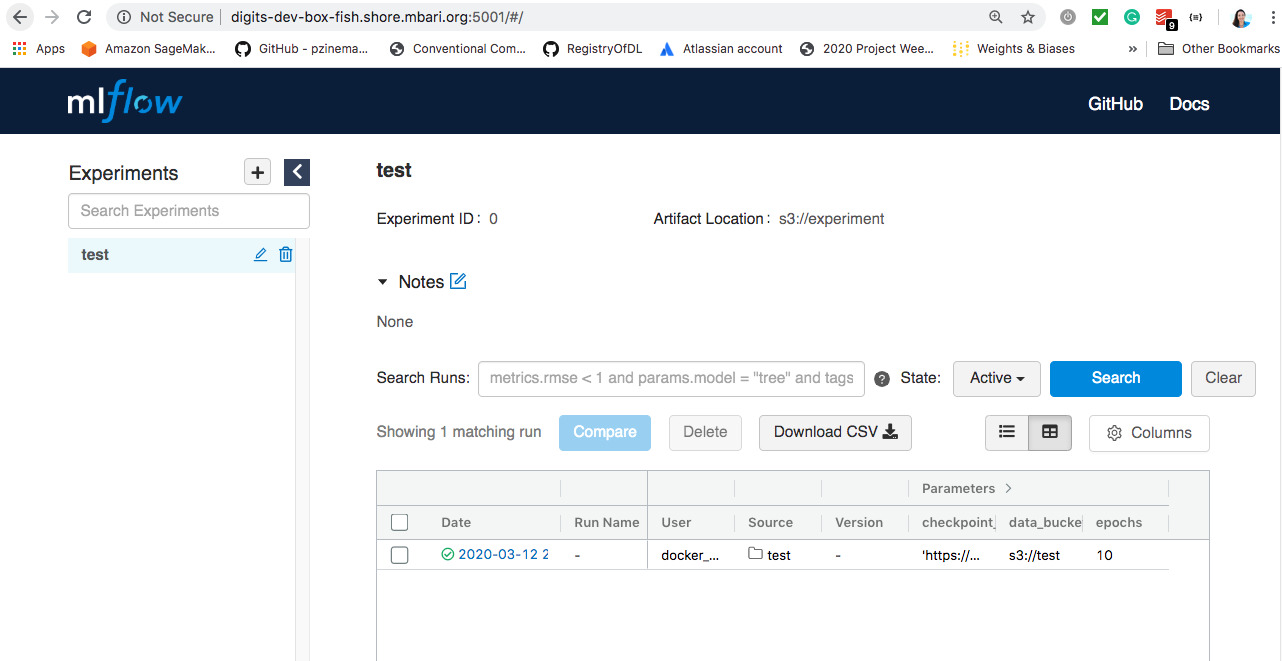 Not Secure | digits-dev-box-fish.shore.mbari.org:5001/#/
9
Apps Amazon SageMak... GitHub - pzinema... Conventional Com... RegistryOfDL Atlassian account 2020 Project Wee... Weights & Biases » Other Bookmarks
mlflow GitHub Docs
Experiments + test
Search Experiments
Experiment ID: 0 Artifact Location: s3://experiment
test
Notes
None
Search Runs: metrics.rmse < 1 and params.model = "tree" and tags ? State: Active Search Clear
Showing 1 matching run Compare Delete Download CSV Columns
Parameters >
Date Run Name User Source Version checkpoint_ data_bucke epochs
2020-03-12 2 - docker_... test - 'https://... s3://test 10